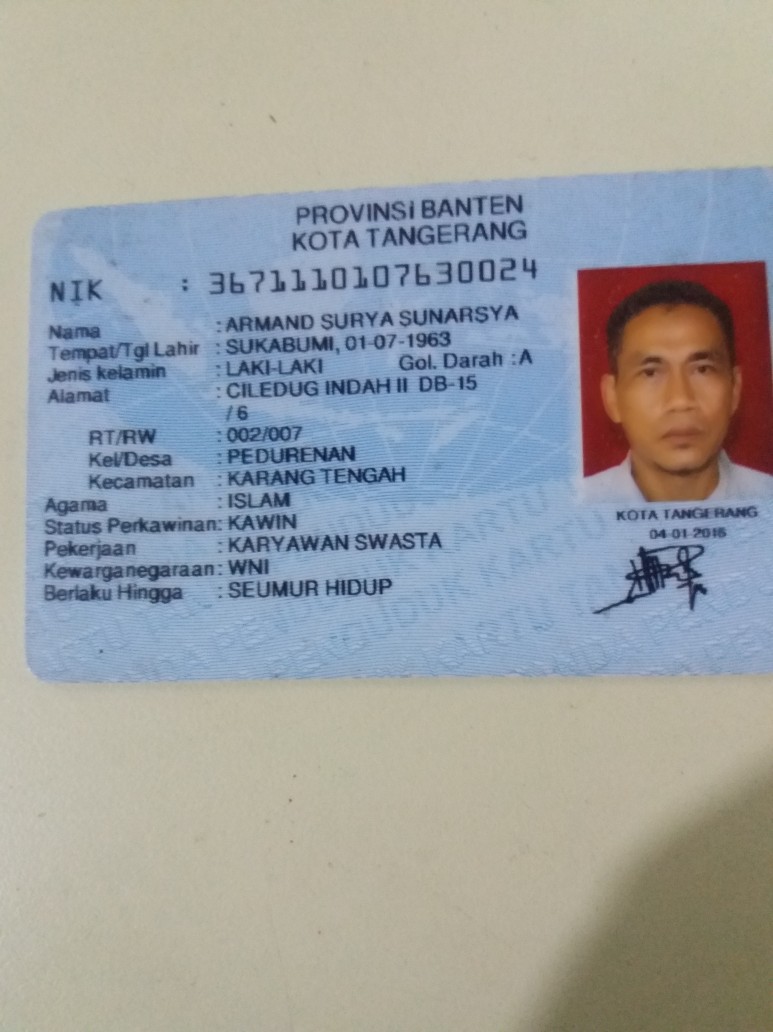 PROVINSI BANTEN
KOTA TANGERANG
NIK : 3671110107630024
Nama : ARMAND SURYA SUNARSYA
Tempat/Tgl Lahir : SUKABUMI, 01-07-1963
Jenis kelamin : LAKI-LAKI Gol. Darah : A
Alamat : CILEDUG INDAH II DB-15
/ 6
RT/RW : 002/007
Kel/Desa : PEDURENAN
Kecamatan : KARANG TENGAH
Agama : ISLAM
Status Perkawinan: KAWIN
Pekerjaan : KARYAWAN SWASTA
Kewarganegaraan: WNI
Berlaku Hingga : SEUMUR HIDUP
KOTA TANGERANG
04-01-2016